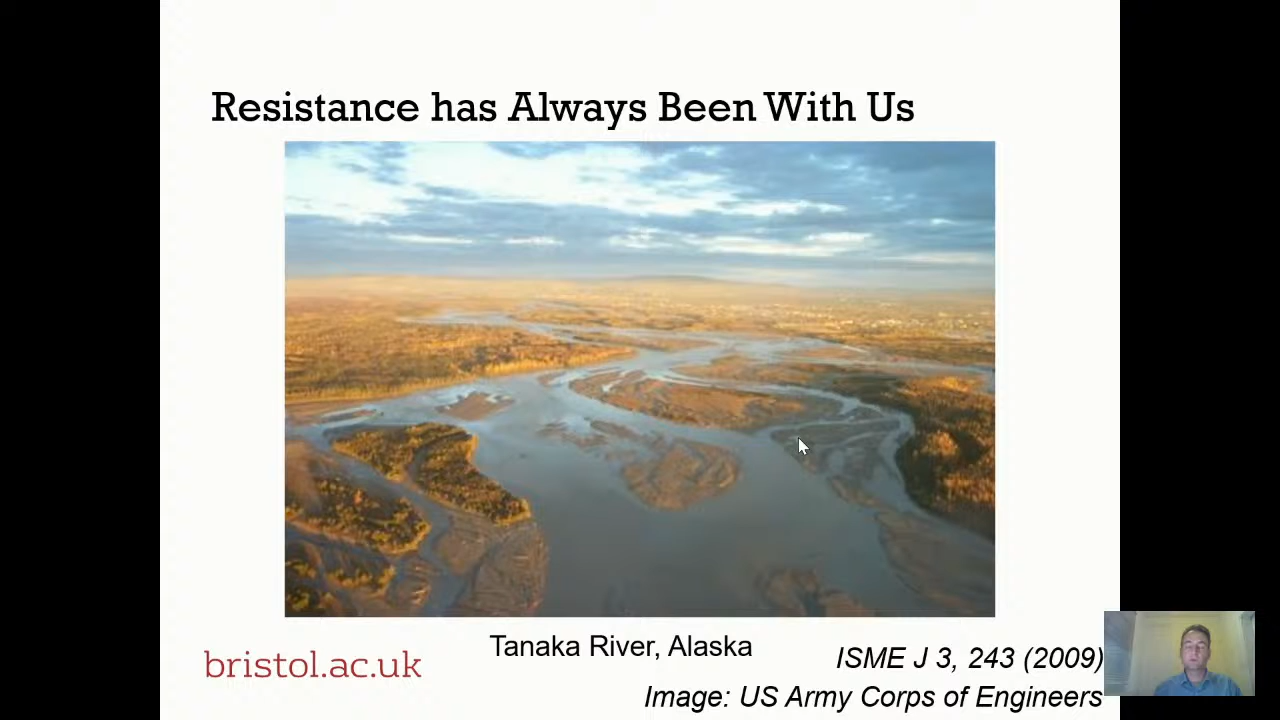 Resistance has Always Been With Us
Tanaka River, Alaska
bristol.ac.uk
ISME J 3, 243 (2009)
Image: US Army Corps of Engineers